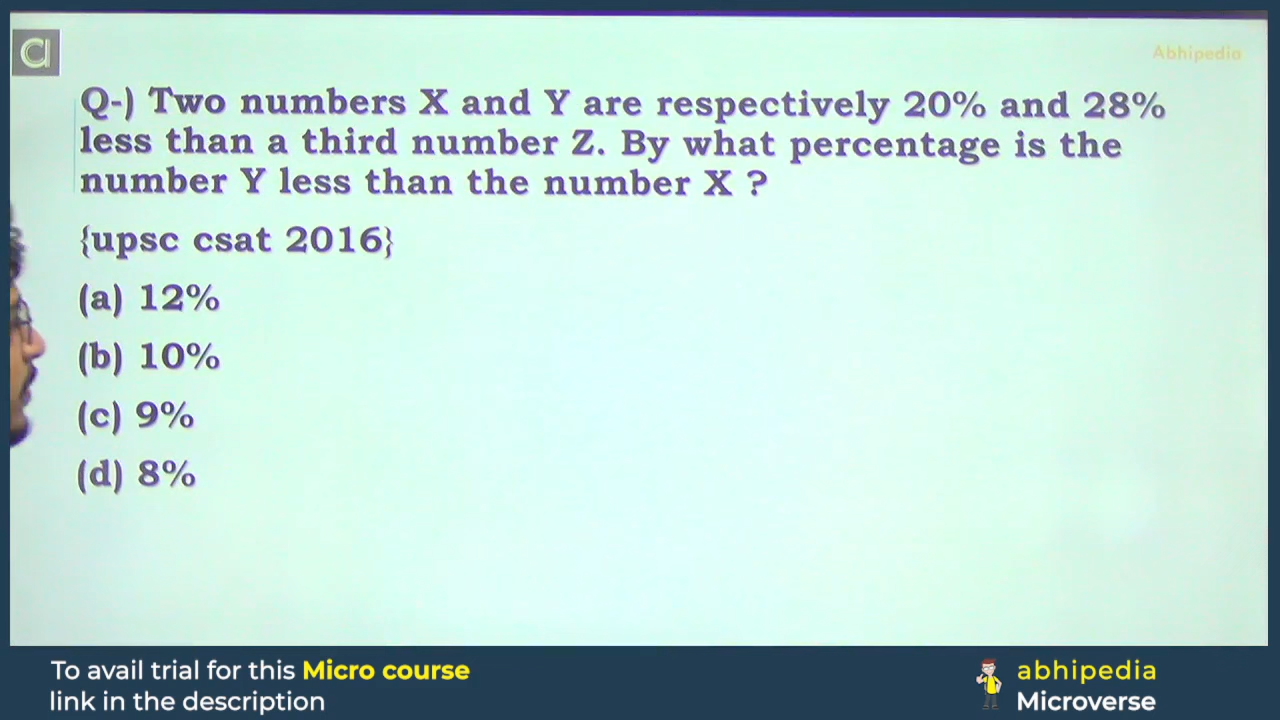 a
Abhipedia
Q-) Two numbers X and Y are respectively 20% and 28%
less than a third number Z. By what percentage is the
number Y less than the number X ?
{upsc csat 2016}
(a) 12%
(b) 10%
(c) 9%
(d) 8%
To avail trial for this Micro course
link in the description
abhipedia
Microverse